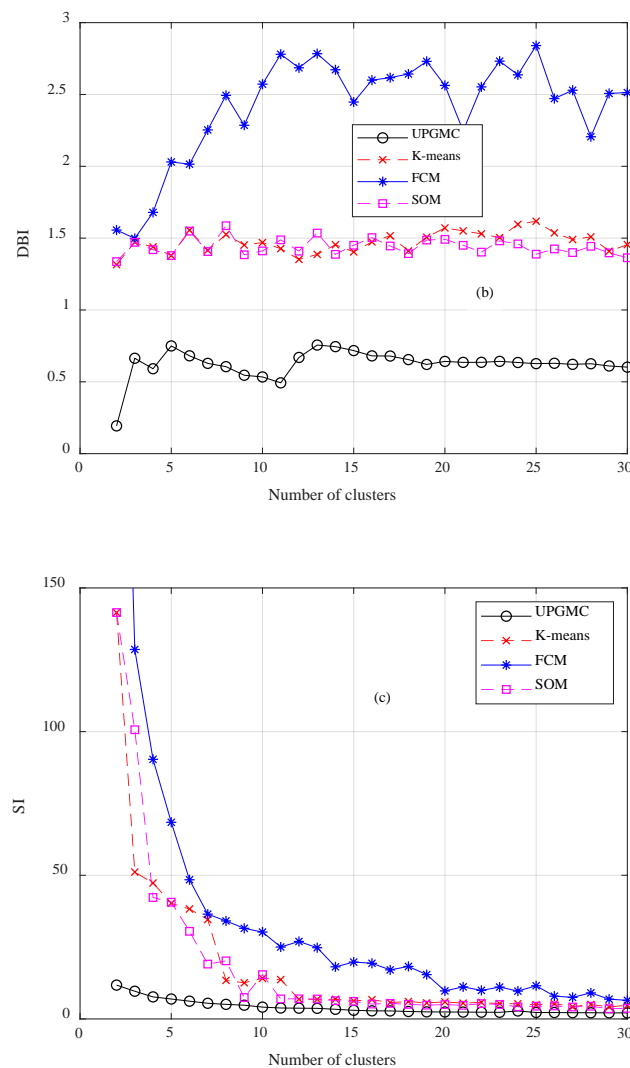 3
2.5
2
1.5
1
0.5
0
DBI
UPGMC
K-means
FCM
SOM
(b)
0 5 10 15 20 25 30
Number of clusters
150
100
50
0
SI
UPGMC
K-means
FCM
SOM
(c)
0 5 10 15 20 25 30
Number of clusters